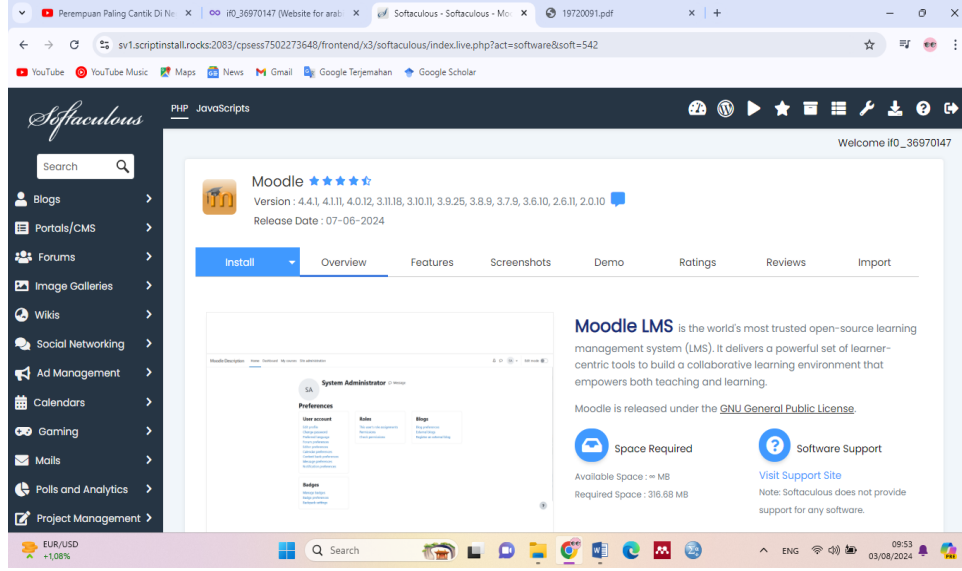 Perempuan Paling Cantik Di Ne
if0_36970147 (Website for arab
Softaculous - Softaculous - Mo
19720091.pdf
sv1.scriptinstall.rocks:2083/cpsess7502273648/frontend/x3/softaculous/index.live.php?act=software&soft=542
YouTube
YouTube Music
Maps
News
Gmail
Google Terjemahan
Google Scholar
Softaculous
PHP JavaScripts
Welcome if0_36970147
Search
Blogs
Portals/CMS
Forums
Image Galleries
Wikis
Social Networking
Ad Management
Calendars
Gaming
Mails
Polls and Analytics
Project Management
Moodle
Version : 4.4.1, 4.1.11, 4.0.12, 3.11.18, 3.10.11, 3.9.25, 3.8.9, 3.7.9, 3.6.10, 2.6.11, 2.0.10
Release Date : 07-06-2024
Install
Overview
Features
Screenshots
Demo
Ratings
Reviews
Import
SA
System Administrator
Preferences
User account
Roles
Blogs
Badges
Moodle LMS is the world's most trusted open-source learning
management system (LMS). It delivers a powerful set of learner-
centric tools to build a collaborative learning environment that
empowers both teaching and learning.
Moodle is released under the GNU General Public License.
Space Required
Available Space : ∞ MB
Required Space : 316.68 MB
Software Support
Visit Support Site
Note: Softaculous does not provide
support for any software.
EUR/USD
+1,08%
Search
ENG
09:53
03/08/2024
PRE